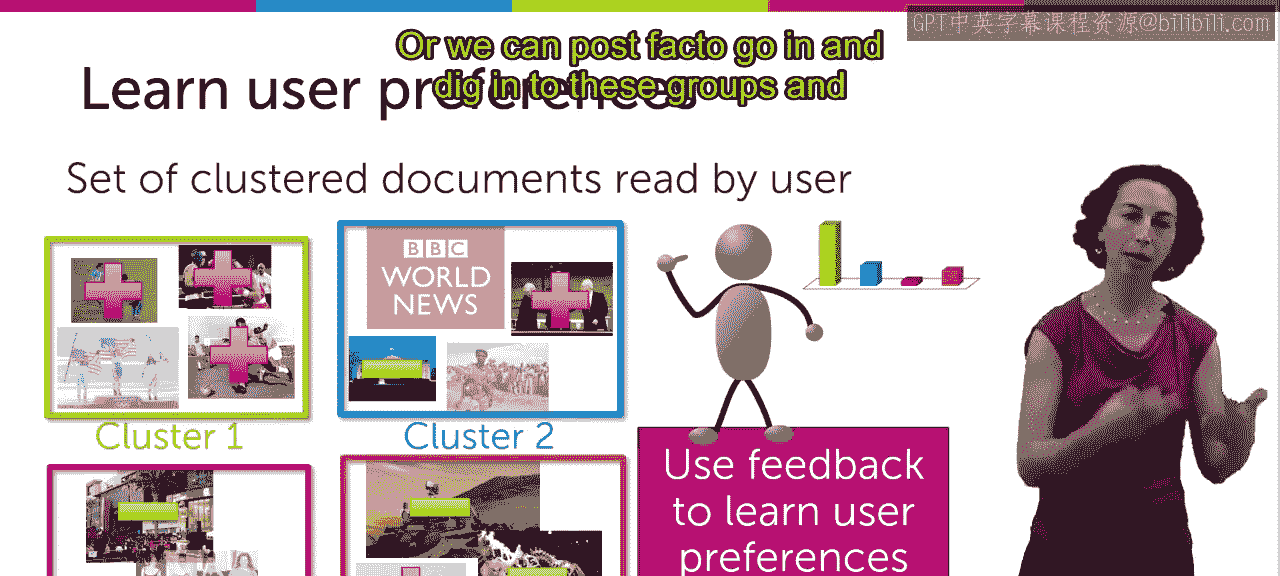 GPT中英字幕课程资源@bilibili.com
Or we can post facto go in and
dig in to these groups and
Learn user preferences
Set of clustered documents read by user
BBC
WORLD
NEWS
Cluster 1
Cluster 2
Use feedback
to learn user
preferences